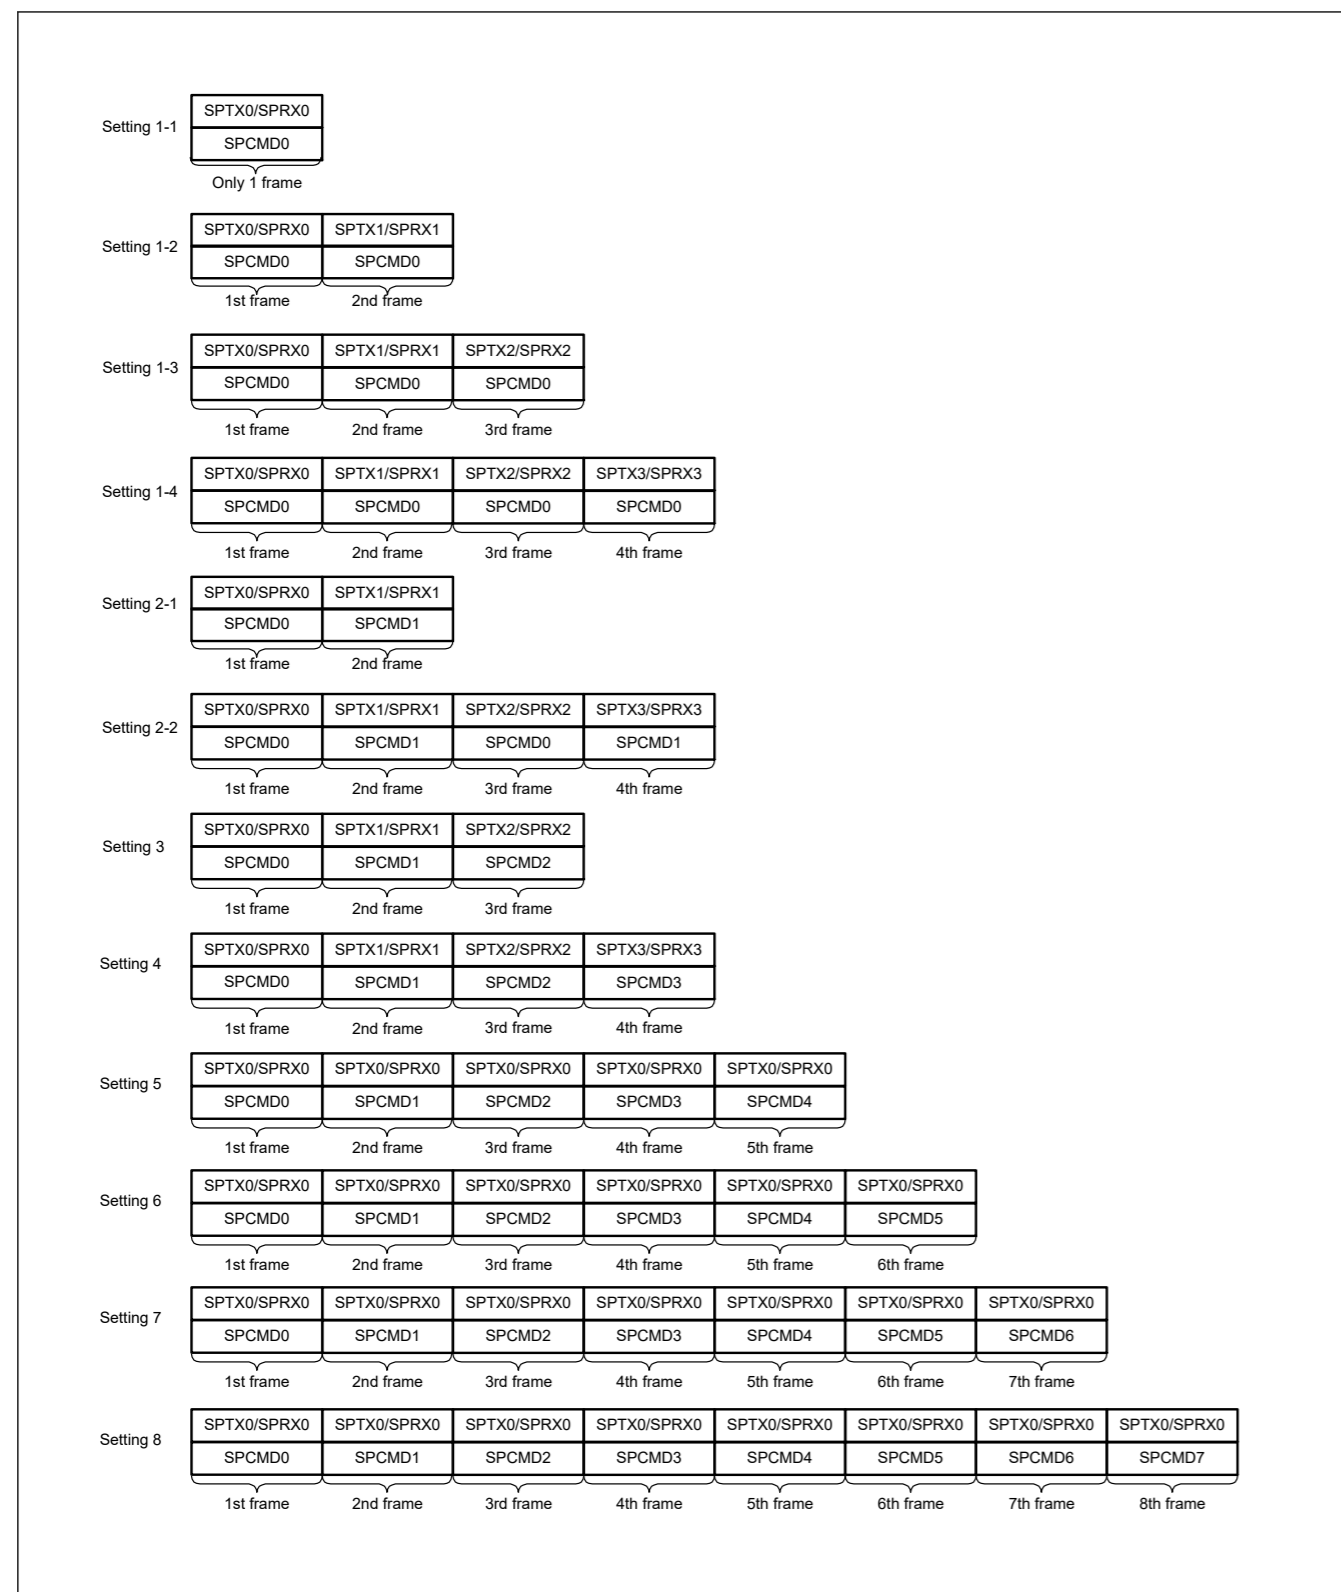 SPTX0/SPRX0
Setting 1-1
SPCMD0
Only 1 frame
SPTX0/SPRX0 SPTX1/SPRX1
Setting 1-2
SPCMD0 SPCMD0
1st frame 2nd frame
SPTX0/SPRX0 SPTX1/SPRX1 SPTX2/SPRX2
Setting 1-3
SPCMD0 SPCMD0 SPCMD0
1st frame 2nd frame 3rd frame
SPTX0/SPRX0 SPTX1/SPRX1 SPTX2/SPRX2 SPTX3/SPRX3
Setting 1-4
SPCMD0 SPCMD0 SPCMD0 SPCMD0
1st frame 2nd frame 3rd frame 4th frame
SPTX0/SPRX0 SPTX1/SPRX1
Setting 2-1
SPCMD0 SPCMD1
1st frame 2nd frame
SPTX0/SPRX0 SPTX1/SPRX1 SPTX2/SPRX2 SPTX3/SPRX3
Setting 2-2
SPCMD0 SPCMD1 SPCMD0 SPCMD1
1st frame 2nd frame 3rd frame 4th frame
SPTX0/SPRX0 SPTX1/SPRX1 SPTX2/SPRX2
Setting 3
SPCMD0 SPCMD1 SPCMD2
1st frame 2nd frame 3rd frame
SPTX0/SPRX0 SPTX1/SPRX1 SPTX2/SPRX2 SPTX3/SPRX3
Setting 4
SPCMD0 SPCMD1 SPCMD2 SPCMD3
1st frame 2nd frame 3rd frame 4th frame
SPTX0/SPRX0 SPTX0/SPRX0 SPTX0/SPRX0 SPTX0/SPRX0 SPTX0/SPRX0
Setting 5
SPCMD0 SPCMD1 SPCMD2 SPCMD3 SPCMD4
1st frame 2nd frame 3rd frame 4th frame 5th frame
SPTX0/SPRX0 SPTX0/SPRX0 SPTX0/SPRX0 SPTX0/SPRX0 SPTX0/SPRX0 SPTX0/SPRX0
Setting 6
SPCMD0 SPCMD1 SPCMD2 SPCMD3 SPCMD4 SPCMD5
1st frame 2nd frame 3rd frame 4th frame 5th frame 6th frame
SPTX0/SPRX0 SPTX0/SPRX0 SPTX0/SPRX0 SPTX0/SPRX0 SPTX0/SPRX0 SPTX0/SPRX0 SPTX0/SPRX0
Setting 7
SPCMD0 SPCMD1 SPCMD2 SPCMD3 SPCMD4 SPCMD5 SPCMD6
1st frame 2nd frame 3rd frame 4th frame 5th frame 6th frame 7th frame
SPTX0/SPRX0 SPTX0/SPRX0 SPTX0/SPRX0 SPTX0/SPRX0 SPTX0/SPRX0 SPTX0/SPRX0 SPTX0/SPRX0 SPTX0/SPRX0
Setting 8
SPCMD0 SPCMD1 SPCMD2 SPCMD3 SPCMD4 SPCMD5 SPCMD6 SPCMD7
1st frame 2nd frame 3rd frame 4th frame 5th frame 6th frame 7th frame 8th frame